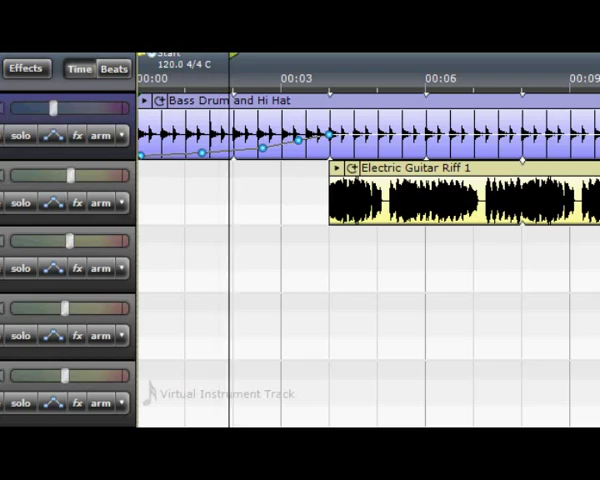 Start
120.0 4/4 C
Effects
Time Beats
00:00 00:03 00:06 00:09
Bass Drum and Hi Hat
solo fx arm
Electric Guitar Riff 1
solo fx arm
solo fx arm
solo fx arm
Virtual Instrument Track
solo fx arm